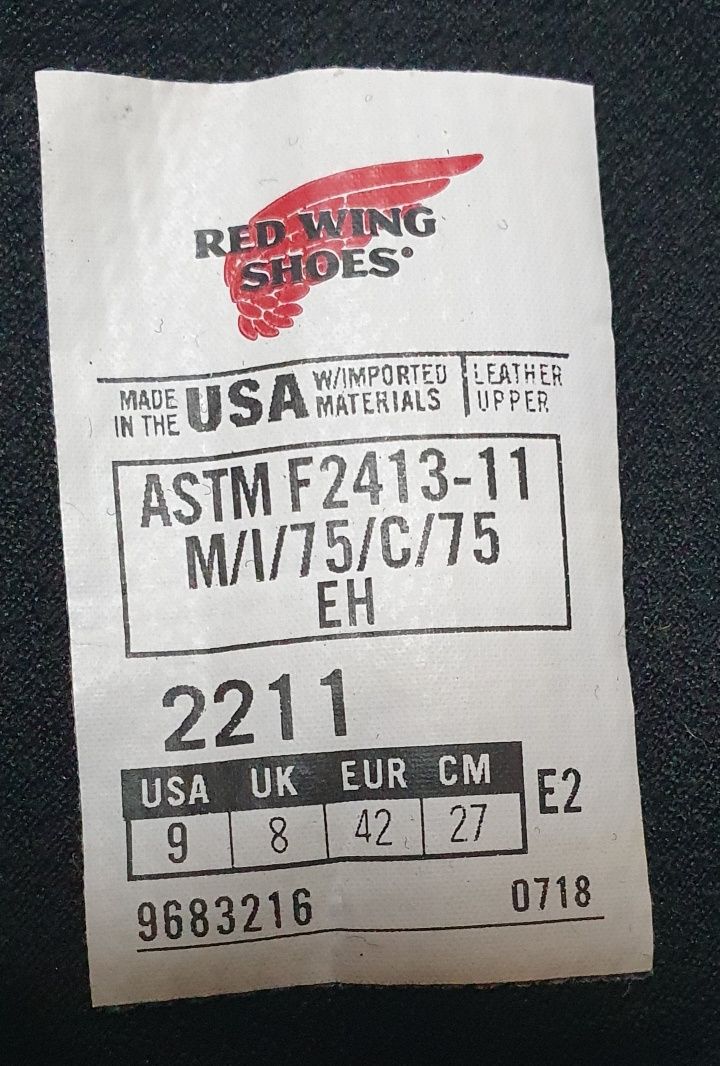 RED WING
SHOES
MADE IN THE USA W/IMPORTED MATERIALS LEATHER UPPER
ASTM F2413-11
M/I/75/C/75
EH
2211
USA UK EUR CM E2
9 8 42 27
9683216 0718